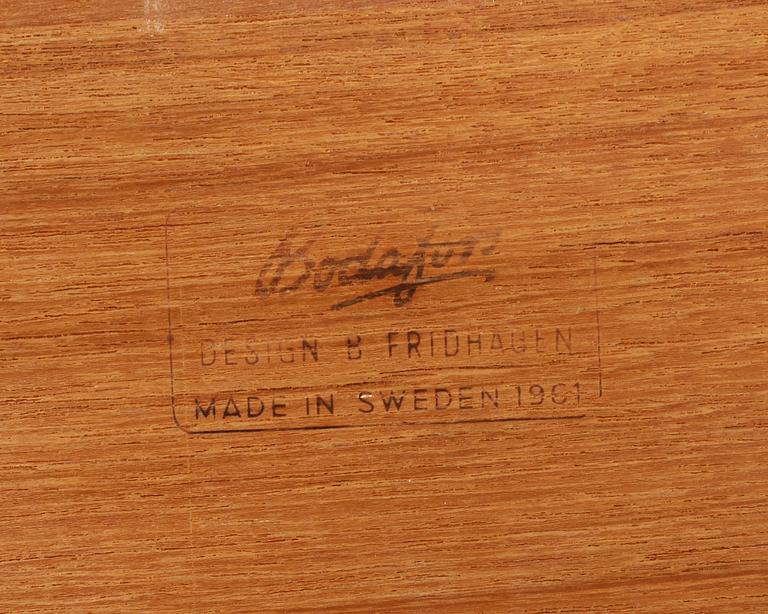 Bodafors
DESIGN B FRIDHAGEN
MADE IN SWEDEN 1961